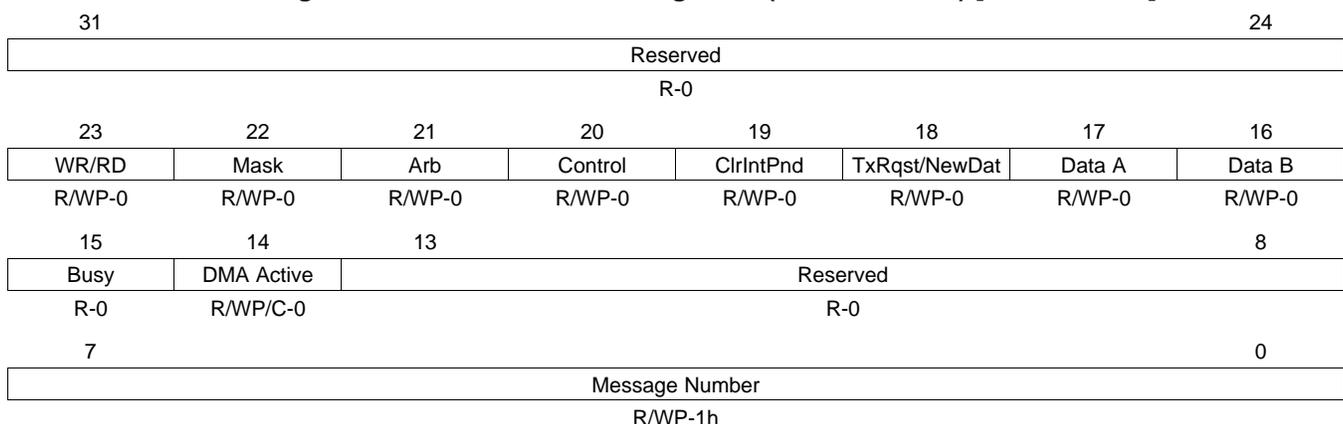 31 24
Reserved
R-0
23 22 21 20 19 18 17 16
WR/RD Mask Arb Control ClrIntPnd TxRqst/NewDat Data A Data B
R/WP-0 R/WP-0 R/WP-0 R/WP-0 R/WP-0 R/WP-0 R/WP-0 R/WP-0
15 14 13 8
Busy DMA Active Reserved
R-0 R/WP/C-0 R-0
7 0
Message Number
R/WP-1h